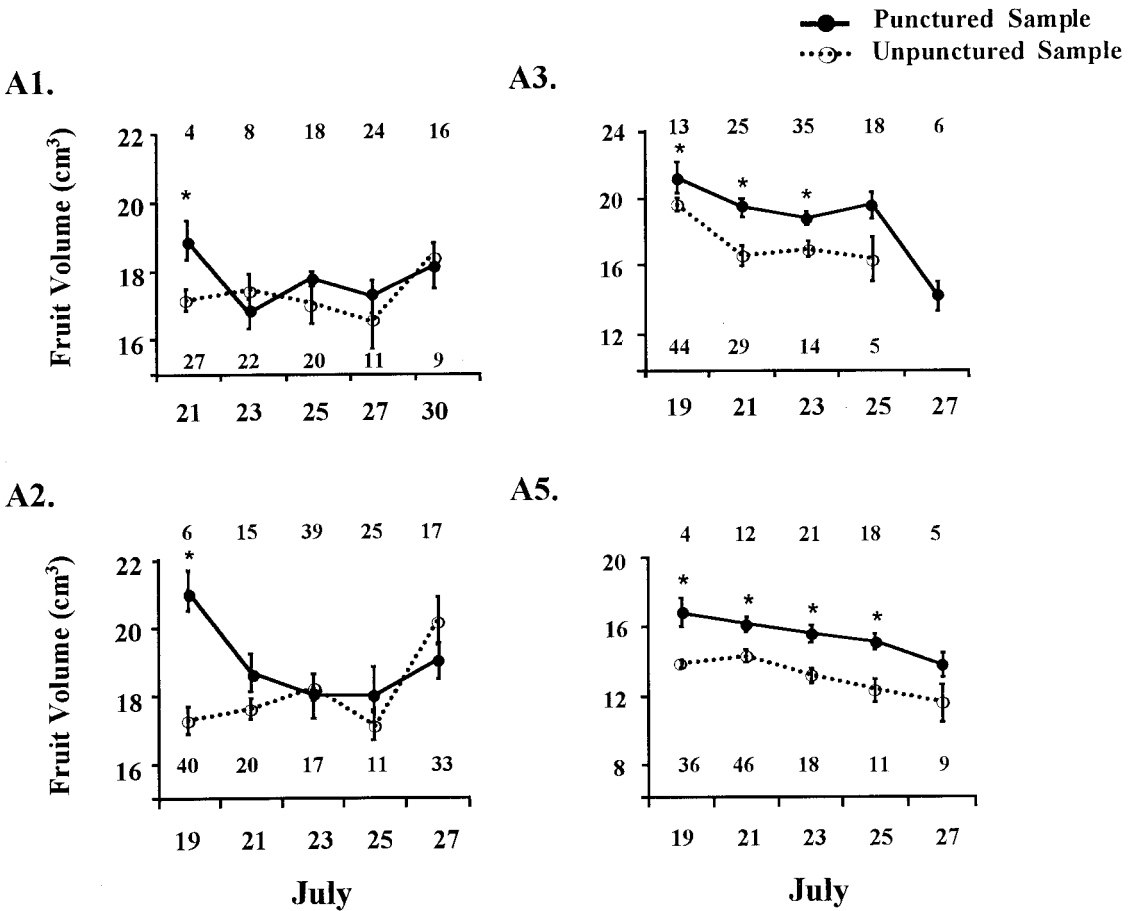 Punctured Sample
Unpunctured Sample
A1.
Fruit Volume (cm³)
4 8 18 24 16
22
*
20
18
16
27 22 20 11 9
21 23 25 27 30
A3.
24
13 25 35 18 6
* * *
20
16
12
44 29 14 5
19 21 23 25 27
A2.
Fruit Volume (cm³)
6 15 39 25 17
*
22
20
18
16
40 20 17 11 33
19 21 23 25 27
July
A5.
4 12 21 18 5
20
* * * *
16
12
8
36 46 18 11 9
19 21 23 25 27
July